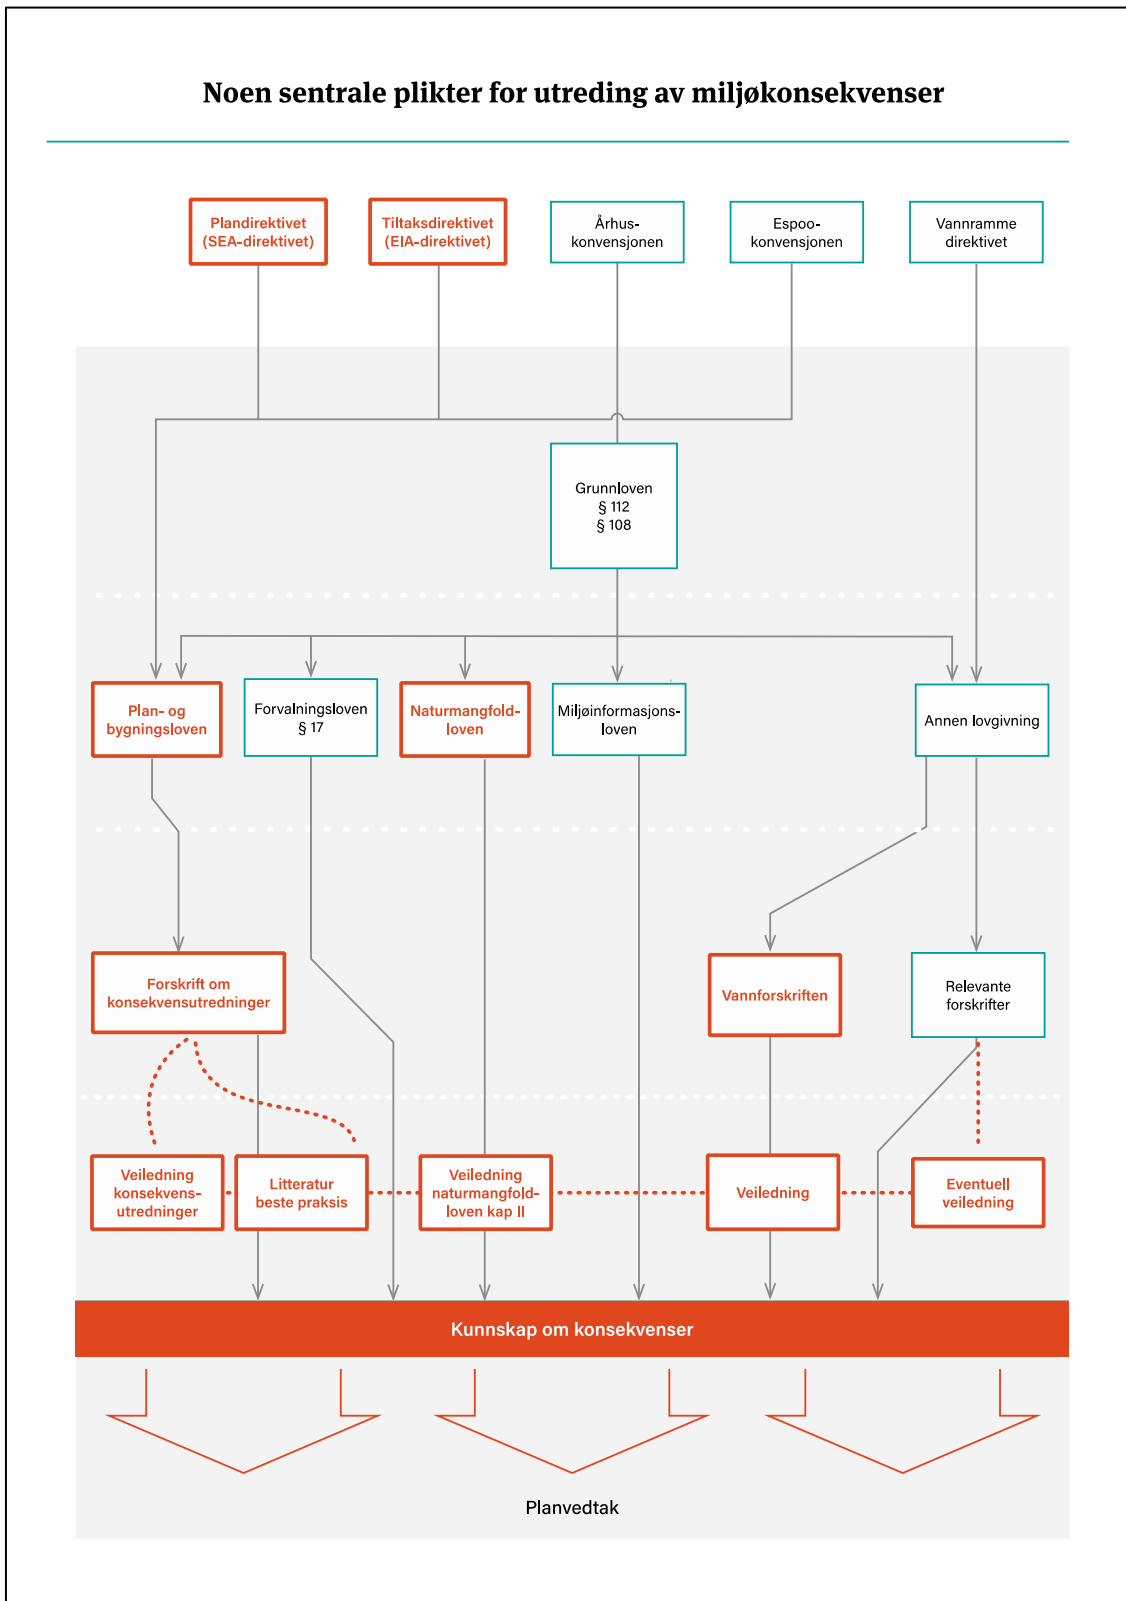 Noen sentrale plikter for utreding av miljøkonsekvenser
Plandirektivet
(SEA-direktivet)
Tiltaksdirektivet
(EIA-direktivet)
Århus-
konvensjonen
Espoo-
konvensjonen
Vannramme
direktivet
Grunnloven
§ 112
§ 108
Plan- og
bygningsloven
Forvalningsloven
§ 17
Naturmangfold-
loven
Miljøinformasjons-
loven
Annen lovgivning
Forskrift om
konsekvensutredninger
Vannforskriften
Relevante
forskrifter
Veiledning
konsekvens-
utredninger
Litteratur
beste praksis
Veiledning
naturmangfold-
loven kap II
Veiledning
Eventuell
veiledning
Kunnskap om konsekvenser
Planvedtak